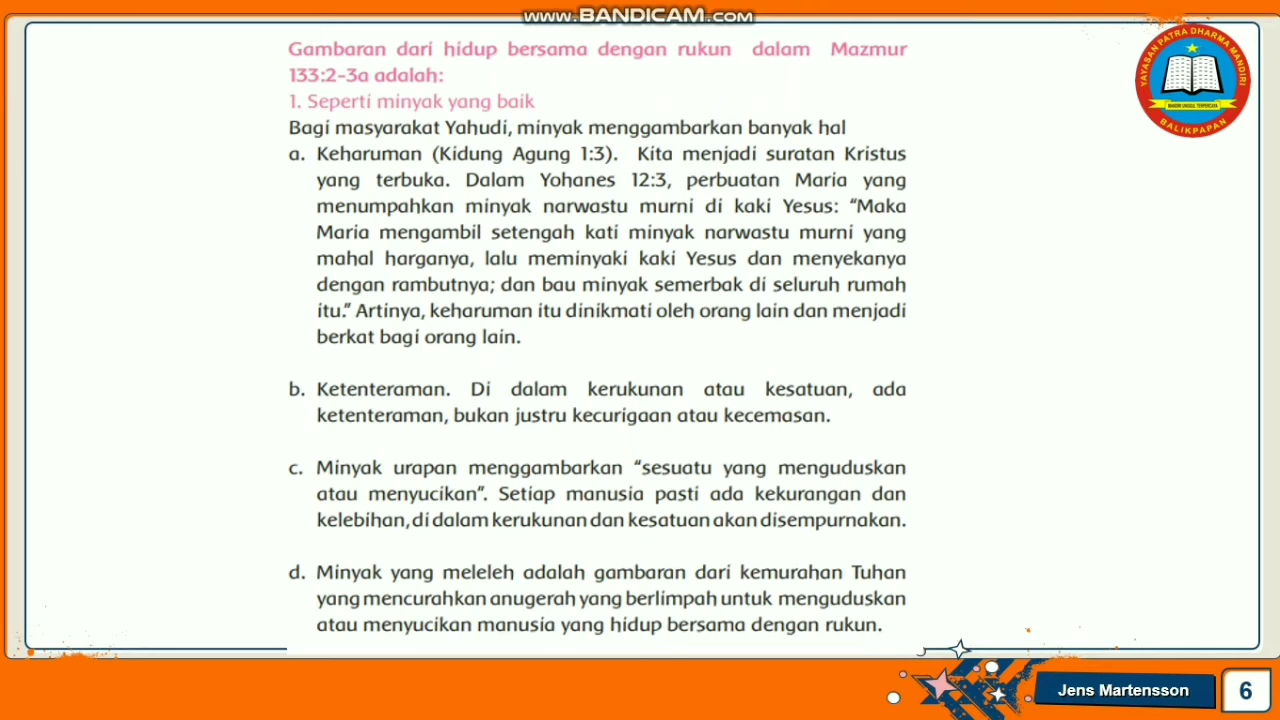 www.BANDICAM.com
Gambaran dari hidup bersama dengan rukun dalam Mazmur
133:2-3a adalah:
1. Seperti minyak yang baik
Bagi masyarakat Yahudi, minyak menggambarkan banyak hal
a. Keharuman (Kidung Agung 1:3). Kita menjadi suratan Kristus
yang terbuka. Dalam Yohanes 12:3, perbuatan Maria yang
menumpahkan minyak narwastu murni di kaki Yesus: “Maka
Maria mengambil setengah kati minyak narwastu murni yang
mahal harganya, lalu meminyaki kaki Yesus dan menyekanya
dengan rambutnya; dan bau minyak semerbak di seluruh rumah
itu.” Artinya, keharuman itu dinikmati oleh orang lain dan menjadi
berkat bagi orang lain.
b. Ketenteraman. Di dalam kerukunan atau kesatuan, ada
ketenteraman, bukan justru kecurigaan atau kecemasan.
c. Minyak urapan menggambarkan “sesuatu yang menguduskan
atau menyucikan”. Setiap manusia pasti ada kekurangan dan
kelebihan, di dalam kerukunan dan kesatuan akan disempurnakan.
d. Minyak yang meleleh adalah gambaran dari kemurahan Tuhan
yang mencurahkan anugerah yang berlimpah untuk menguduskan
atau menyucikan manusia yang hidup bersama dengan rukun.
YAYASAN PATRA DHARMA MANDIRI
MANDIRI UNGGUL TERPERCAYA
BALIKPAPAN
Jens Martensson
6